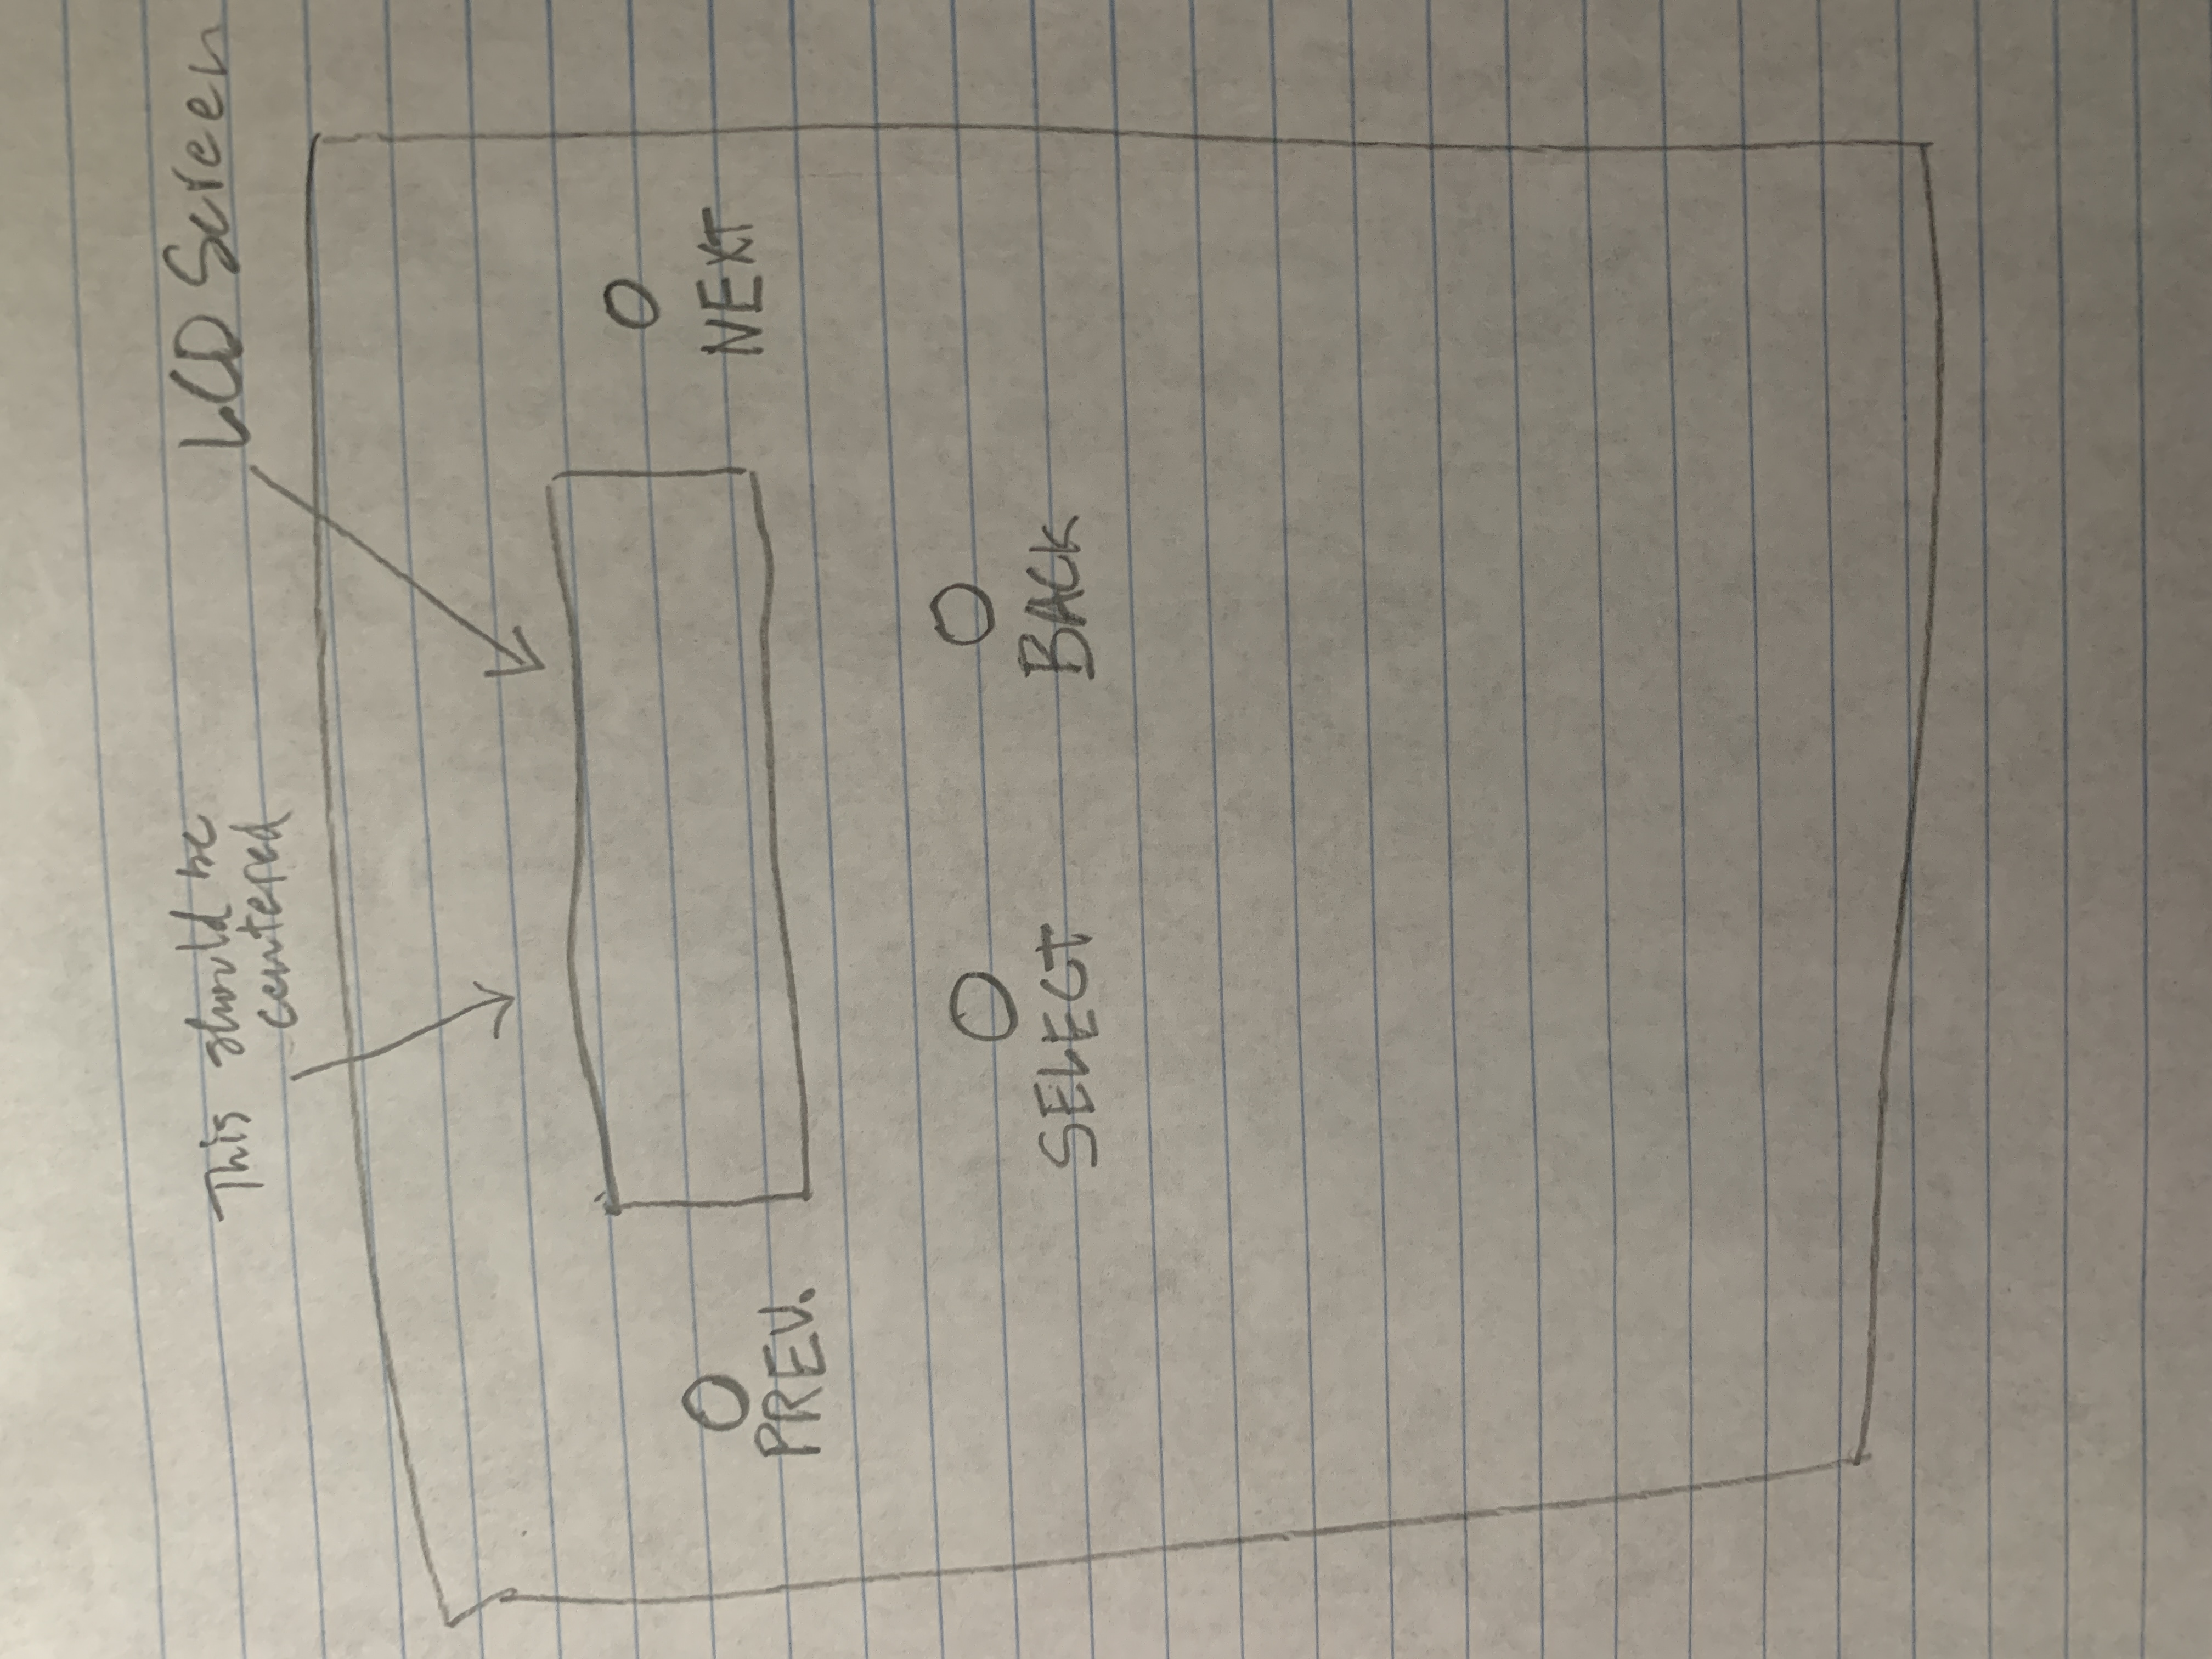 This should be
centered
LCD Screen
PREV.
NEXT
SELECT
BACK